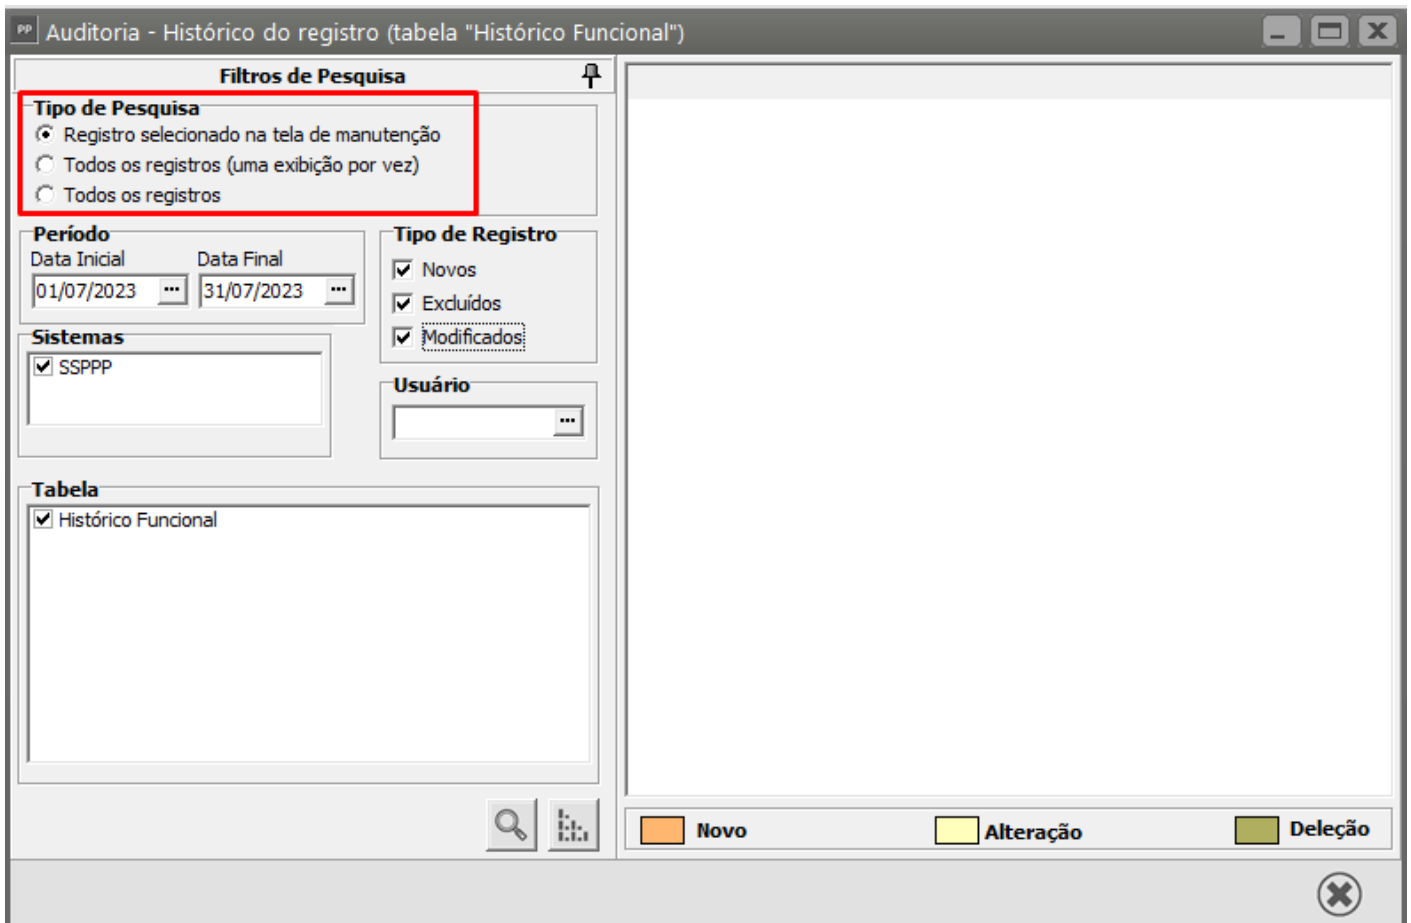 PP Auditoria - Histórico do registro (tabela "Histórico Funcional")
Filtros de Pesquisa
Tipo de Pesquisa
Registro selecionado na tela de manutenção
Todos os registros (uma exibição por vez)
Todos os registros
Período
Data Inicial Data Final
01/07/2023 ... 31/07/2023 ...
Tipo de Registro
Novos
Excluídos
Modificados
Sistemas
SSPPP
Usuário
...
Tabela
Histórico Funcional
Novo Alteração Deleção